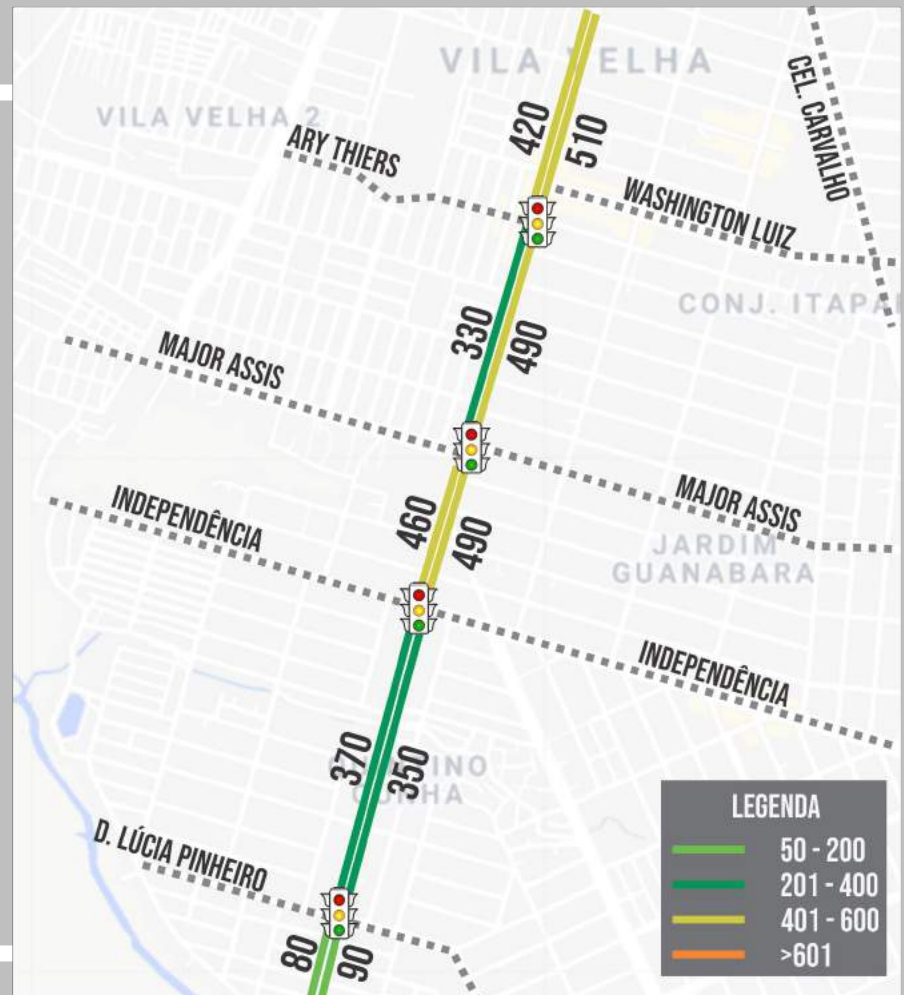 VILA VELHA
CEL. CARVALHO
VILA VELHA 2
420
510
ARY THIERS
WASHINGTON LUIZ
CONJ. ITAPA
330
490
MAJOR ASSIS
MAJOR ASSIS
460
490
INDEPENDÊNCIA
JARDIM
GUANABARA
INDEPENDÊNCIA
370
350
INO
CUNHA
D. LÚCIA PINHEIRO
80
90
LEGENDA
50 - 200
201 - 400
401 - 600
>601